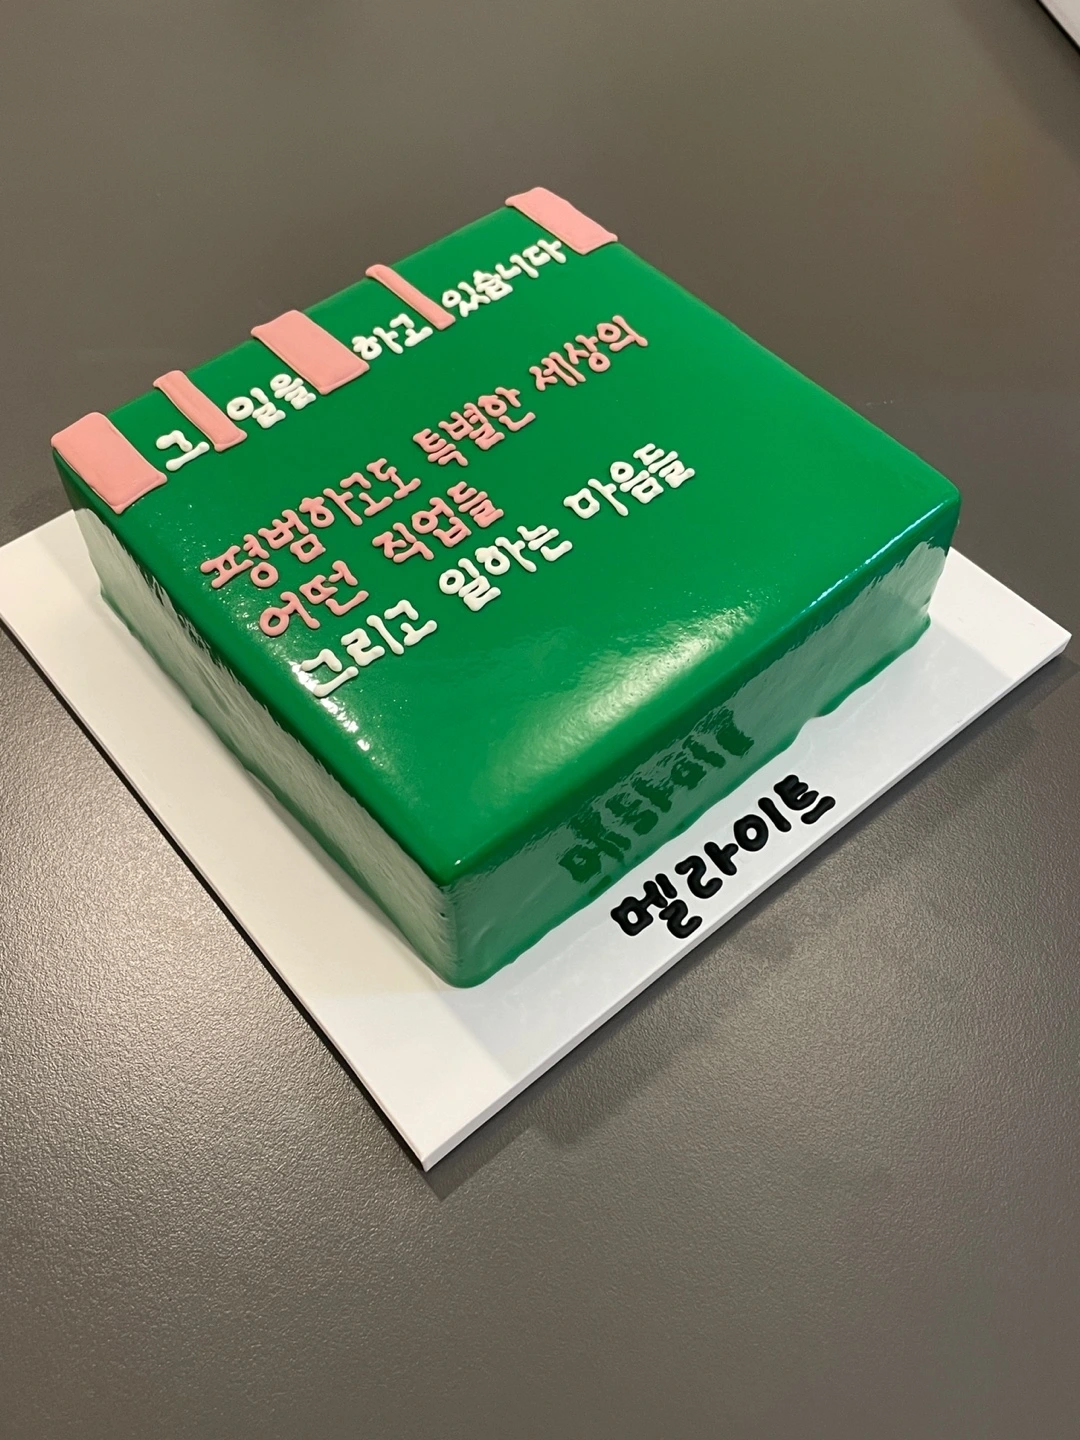 그 일을 하고 있습니다
평범하고도 특별한 세상의
어떤 직업들
그리고 일하는 마음들
멜라이트